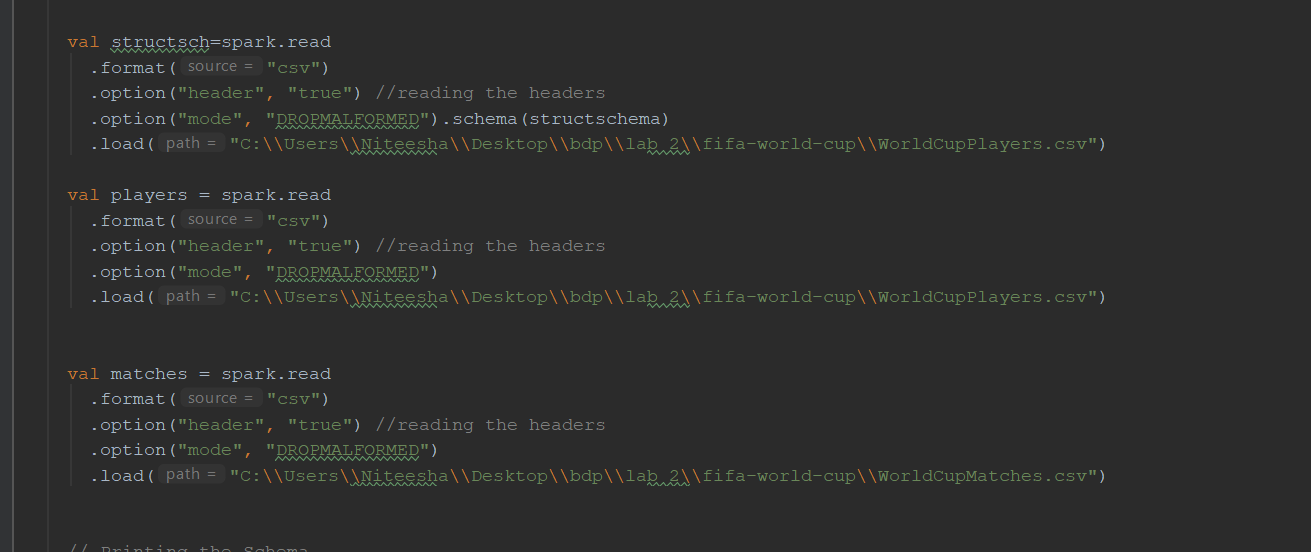 val structsch=spark.read
.format( source = "csv")
.option("header", "true") //reading the headers
.option("mode", "DROPMALFORMED").schema(structschema)
.load( path = "C:\\Users\\Niteesha\\Desktop\\bdp\\lab 2\\fifa-world-cup\\WorldCupPlayers.csv")
val players = spark.read
.format( source = "csv")
.option("header", "true") //reading the headers
.option("mode", "DROPMALFORMED")
.load( path = "C:\\Users\\Niteesha\\Desktop\\bdp\\lab 2\\fifa-world-cup\\WorldCupPlayers.csv")
val matches = spark.read
.format( source = "csv")
.option("header", "true") //reading the headers
.option("mode", "DROPMALFORMED")
.load( path = "C:\\Users\\Niteesha\\Desktop\\bdp\\lab 2\\fifa-world-cup\\WorldCupMatches.csv")
// Printing the Schema